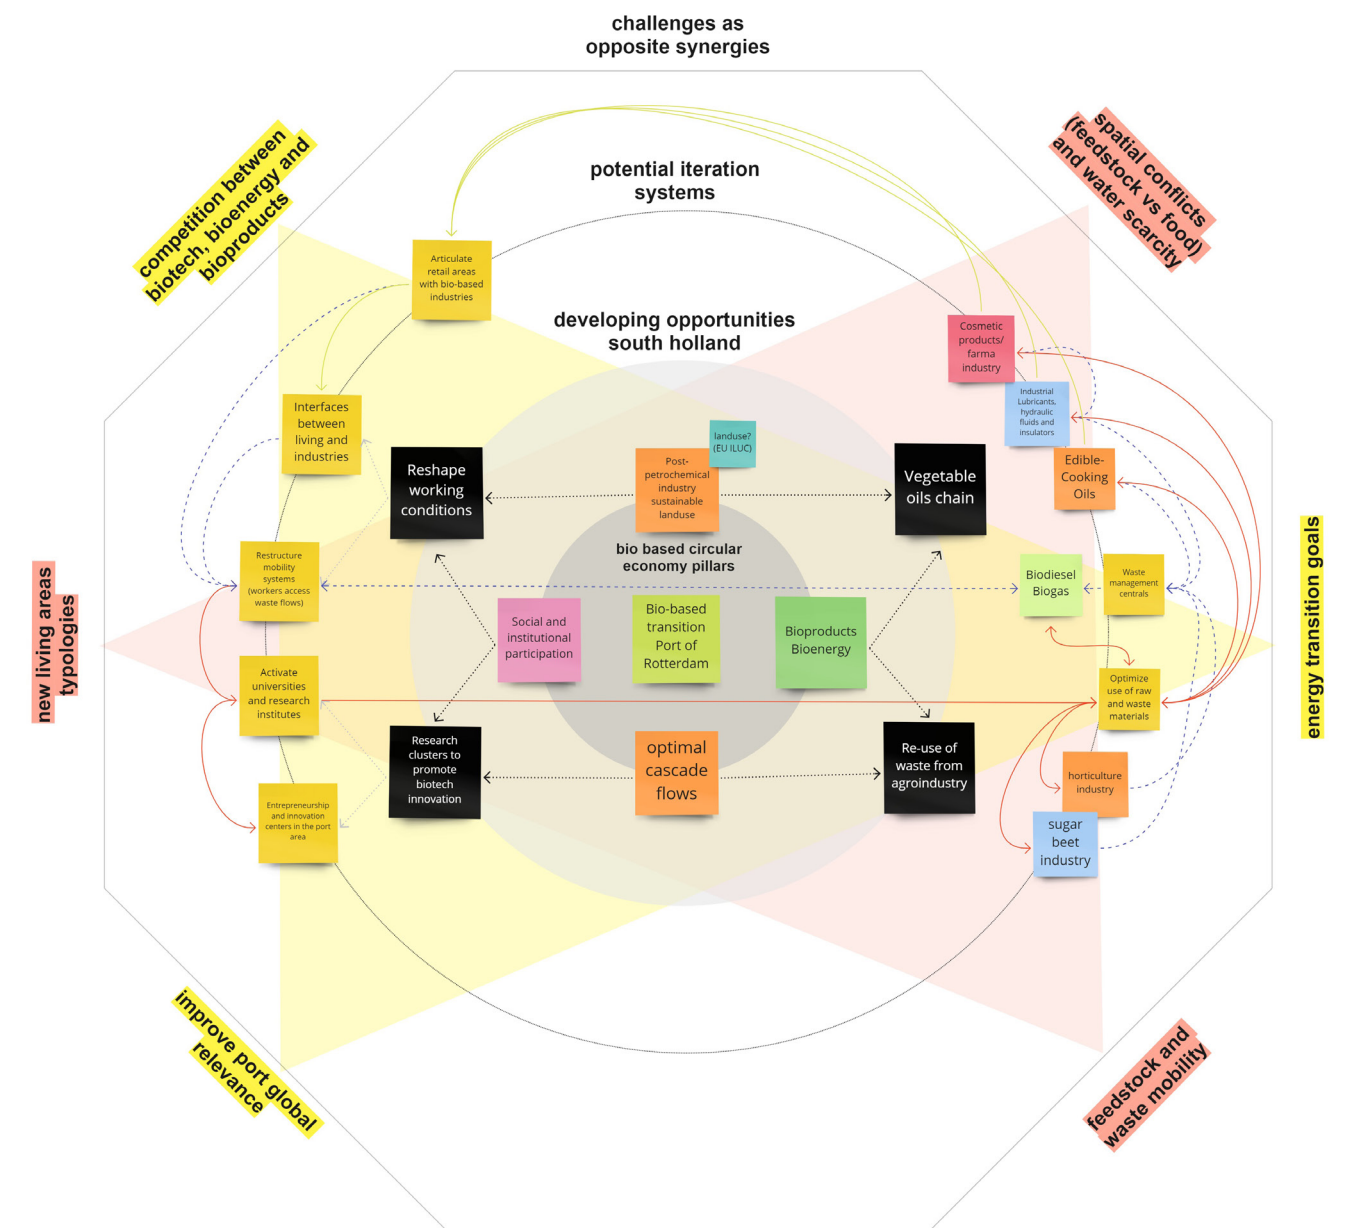 challenges as
opposite synergies
competition between
biotech, bioenergy and
bioproducts
spatial conflicts
(feedstock vs food)
and water scarcity
potential iteration
systems
Articulate
retail areas
with bio-based
industries
developing opportunities
south holland
Cosmetic
products/
farma
industry
Industrial
Lubricants,
hydraulic
fluids and
insulators
Interfaces
between
living and
industries
landuse?
(EU ILUC)
Reshape
working
conditions
Post-
petrochemical
industry
sustainable
landuse
Vegetable
oils chain
Edible-
Cooking
Oils
bio based circular
economy pillars
Restructure
mobility
systems
(workers access
waste flows)
Biodiesel
Biogas
Waste
management
centrals
new living areas
typologies
Social and
institutional
participation
Bio-based
transition
Port of
Rotterdam
Bioproducts
Bioenergy
energy transition goals
Activate
universities
and research
institutes
Optimize
use of raw
and waste
materials
Research
clusters to
promote
biotech
innovation
optimal
cascade
flows
Re-use of
waste from
agroindustry
horticulture
industry
Entrepreneurship
and innovation
centers in the port
area
sugar
beet
industry
improve port global
relevance
feedstock and
waste mobility